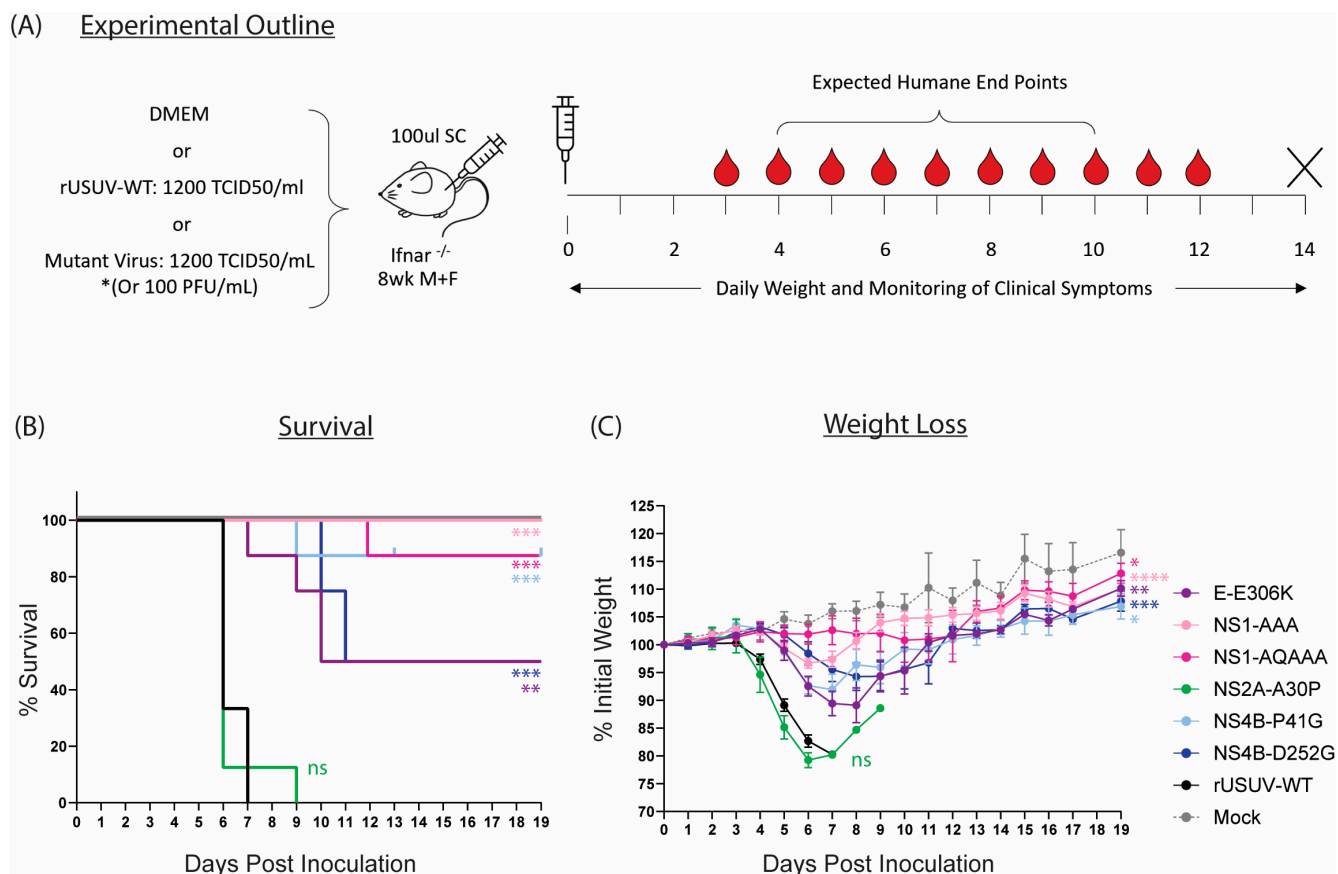 (A) Experimental Outline
DMEM
or
rUSUV-WT: 1200 TCID50/ml
or
Mutant Virus: 1200 TCID50/mL
*(Or 100 PFU/mL)
100ul SC
Ifnar -/-
8wk M+F
Expected Humane End Points
0 2 4 6 8 10 12 14
Daily Weight and Monitoring of Clinical Symptoms
(B) Survival
% Survival
100
80
60
40
20
0
***
***
***
***
**
ns
0 1 2 3 4 5 6 7 8 9 10 11 12 13 14 15 16 17 18 19
Days Post Inoculation
(C) Weight Loss
% Initial Weight
125
120
115
110
105
100
95
90
85
80
75
70
*
****
**
***
*
ns
0 1 2 3 4 5 6 7 8 9 10 11 12 13 14 15 16 17 18 19
Days Post Inoculation
E-E306K
NS1-AAA
NS1-AQAAA
NS2A-A30P
NS4B-P41G
NS4B-D252G
rUSUV-WT
Mock